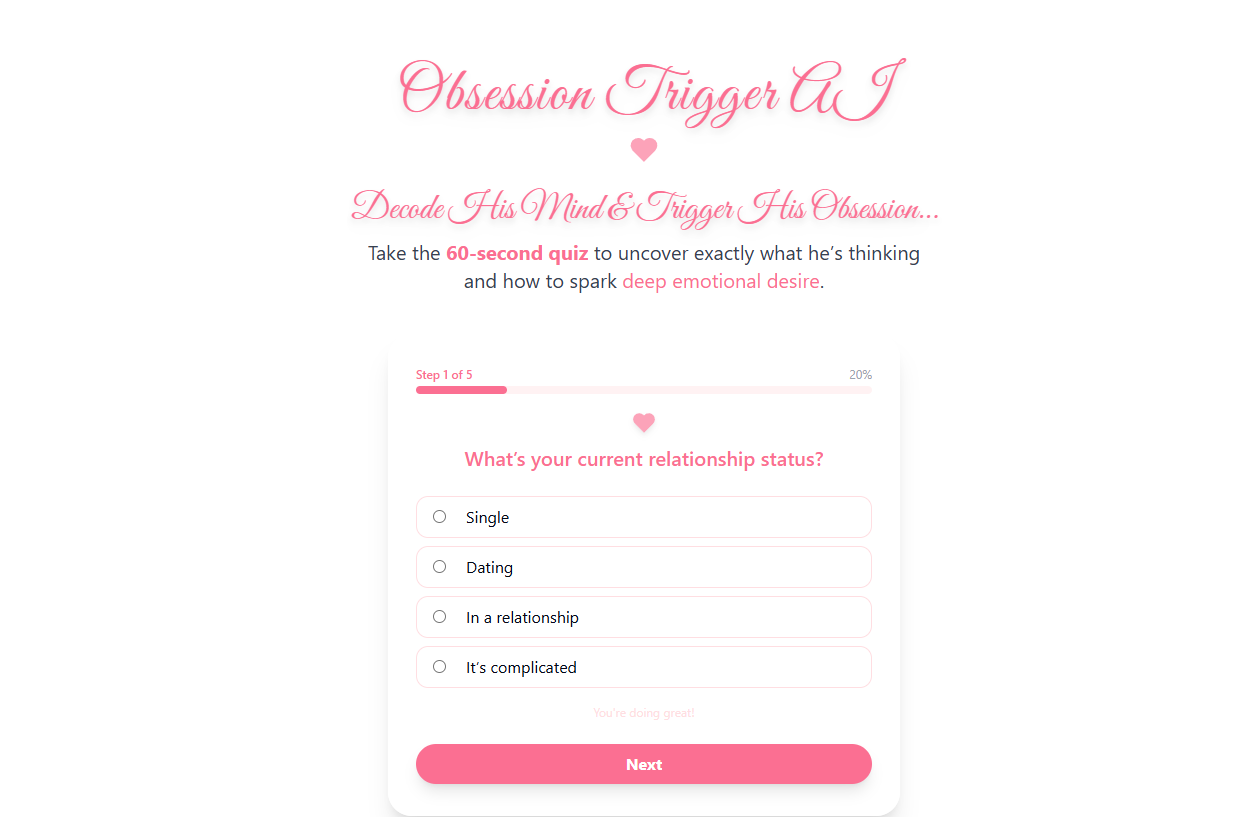 Obsession Trigger AI
Decode His Mind & Trigger His Obsession...
Take the 60-second quiz to uncover exactly what he’s thinking
and how to spark deep emotional desire.
Step 1 of 5
20%
What’s your current relationship status?
Single
Dating
In a relationship
It’s complicated
You’re doing great!
Next